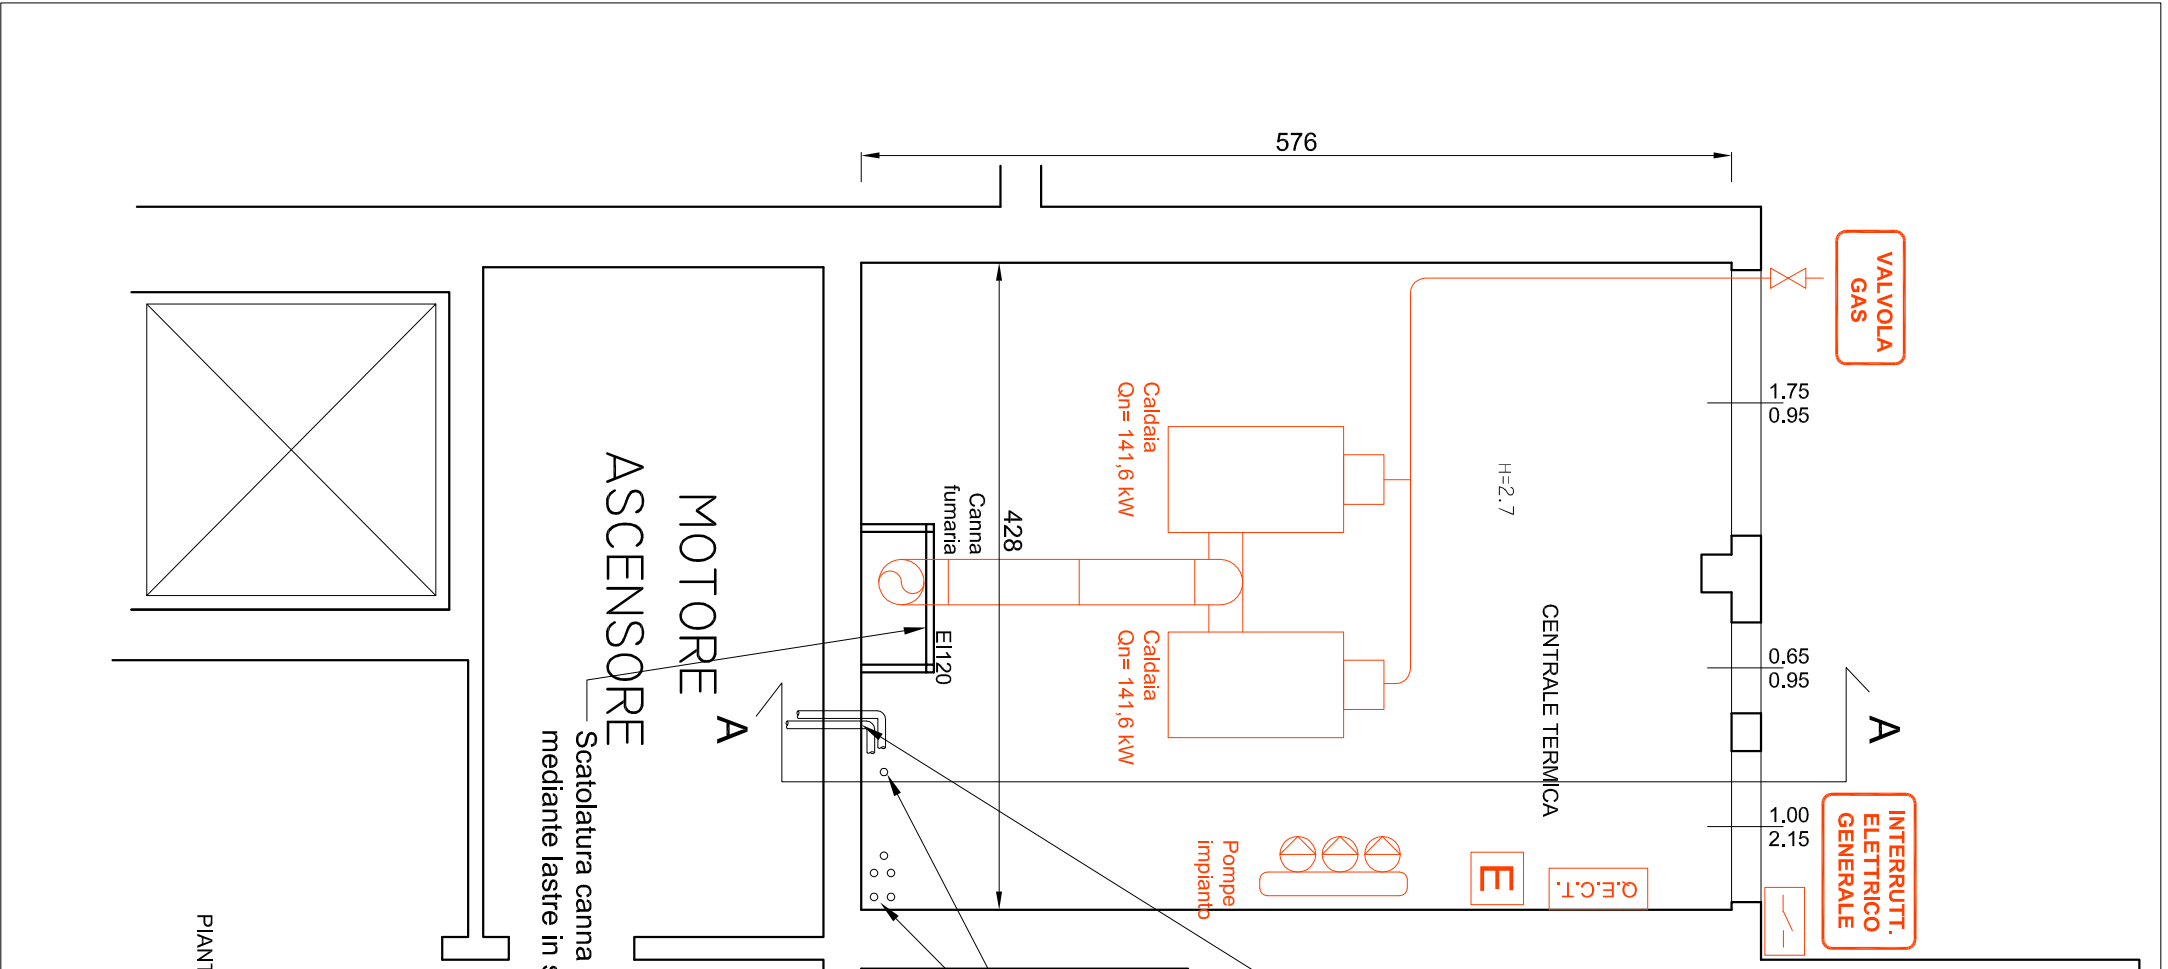 576
VALVOLA
GAS
1.75
0.95
Caldaia
Qn= 141,6 kW
H=2.7
428
Canna
fumaria
MOTORE
ASCENSORE
EI120
Caldaia
Qn= 141,6 kW
CENTRALE TERMICA
0.65
0.95
A
A
1.00
2.15
INTERRUTT.
ELETTRICO
GENERALE
Pompe
impianto
E
Q.E.C.T.
Scatolatura canna
mediante lastre in s
PIANT